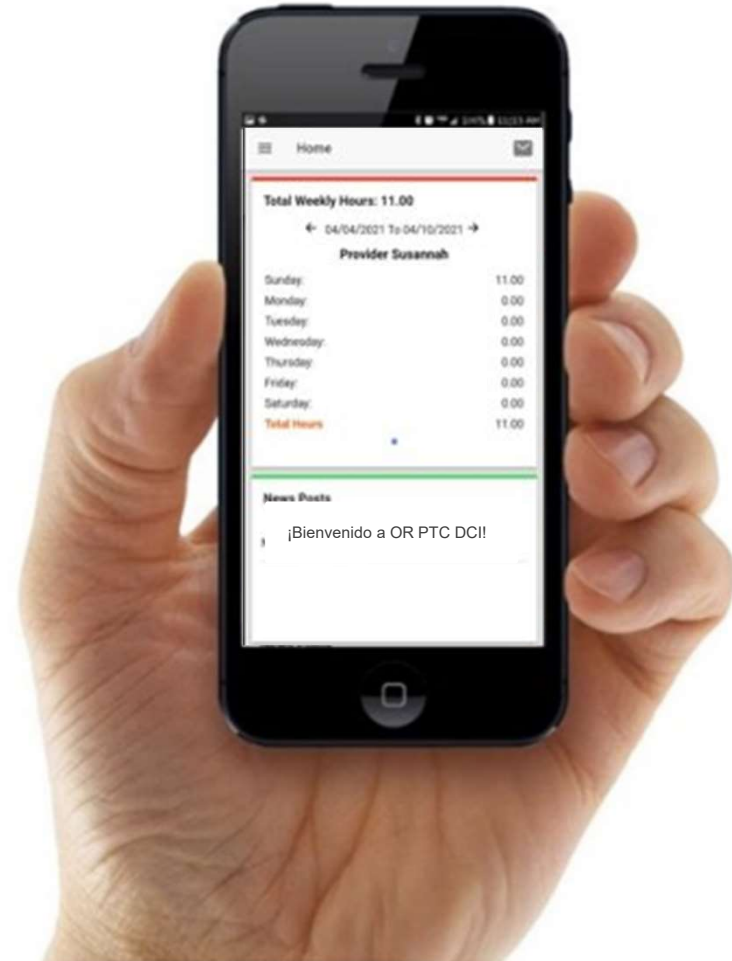 Home
Total Weekly Hours: 11.00
← 04/04/2021 To 04/10/2021 →
Provider Susannah
Sunday: 11.00
Monday: 0.00
Tuesday: 0.00
Wednesday: 0.00
Thursday: 0.00
Friday: 0.00
Saturday: 0.00
Total Hours 11.00
News Posts
¡Bienvenido a OR PTC DCI!